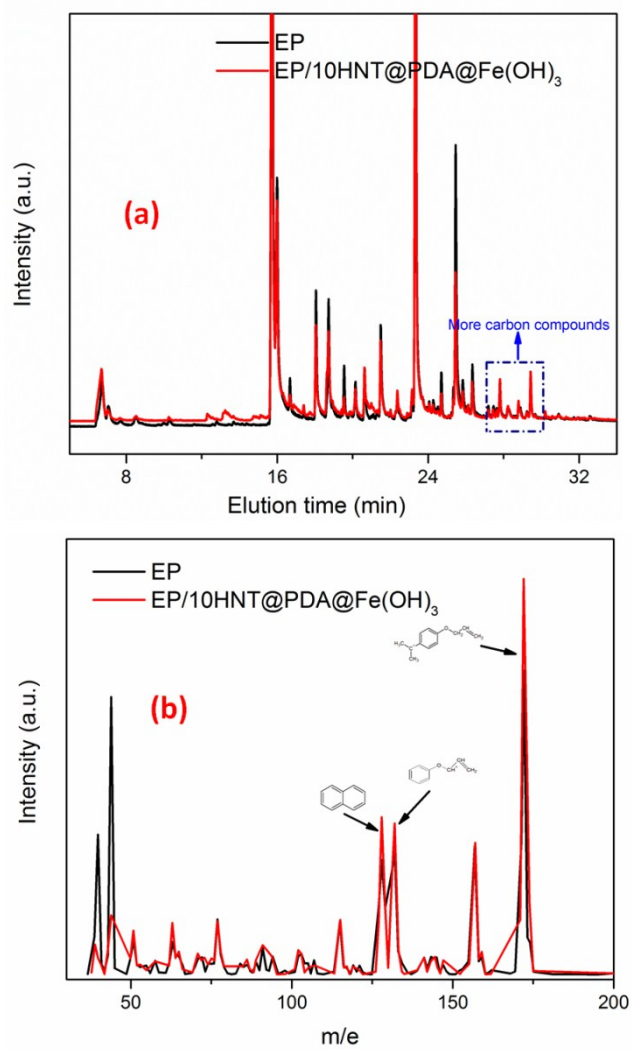 EP
EP/10HNT@PDA@Fe(OH)₃
(a)
Intensity (a.u.)
More carbon compounds
8 16 24 32
Elution time (min)
EP
EP/10HNT@PDA@Fe(OH)₃
(b)
Intensity (a.u.)
50 100 150 200
m/e